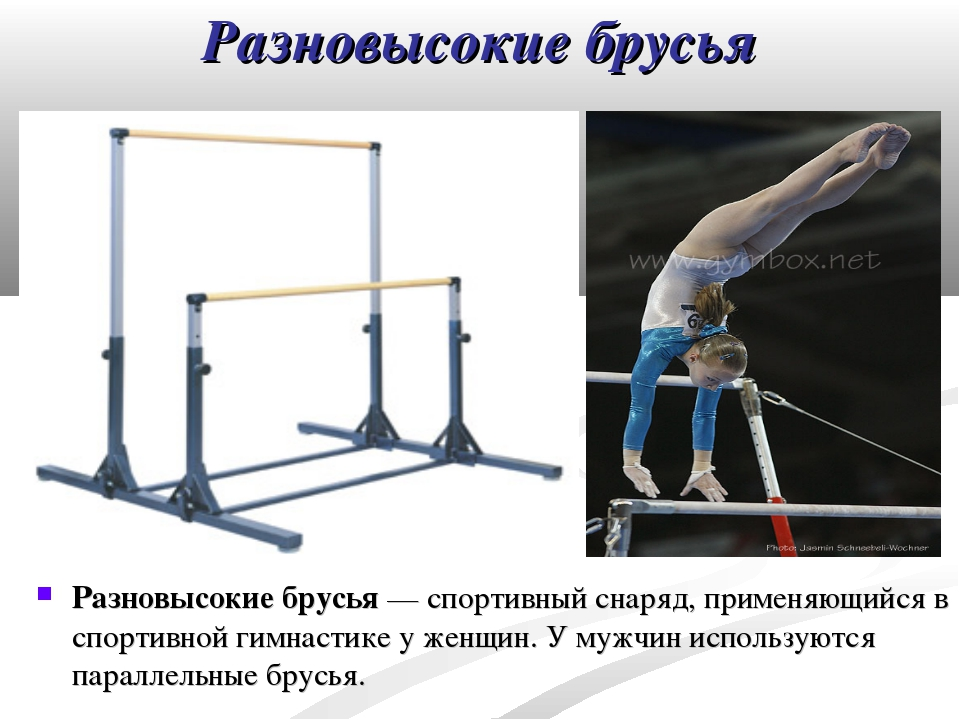 Разновысокие брусья
www.gymbox.net
6
Photo: Jasmin Schneebeli-Wochner
Разновысокие брусья — спортивный снаряд, применяющийся в
спортивной гимнастике у женщин. У мужчин используются
параллельные брусья.